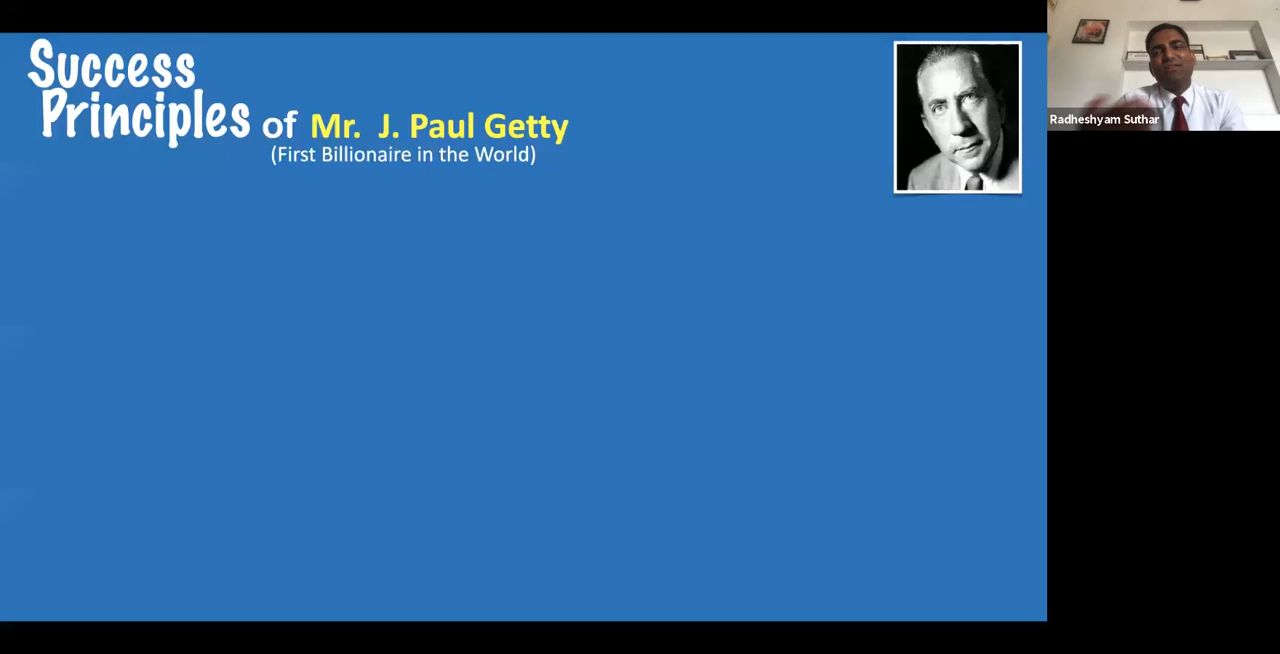 Success
Principles of Mr. J. Paul Getty
(First Billionaire in the World)
Radheshyam Suthar